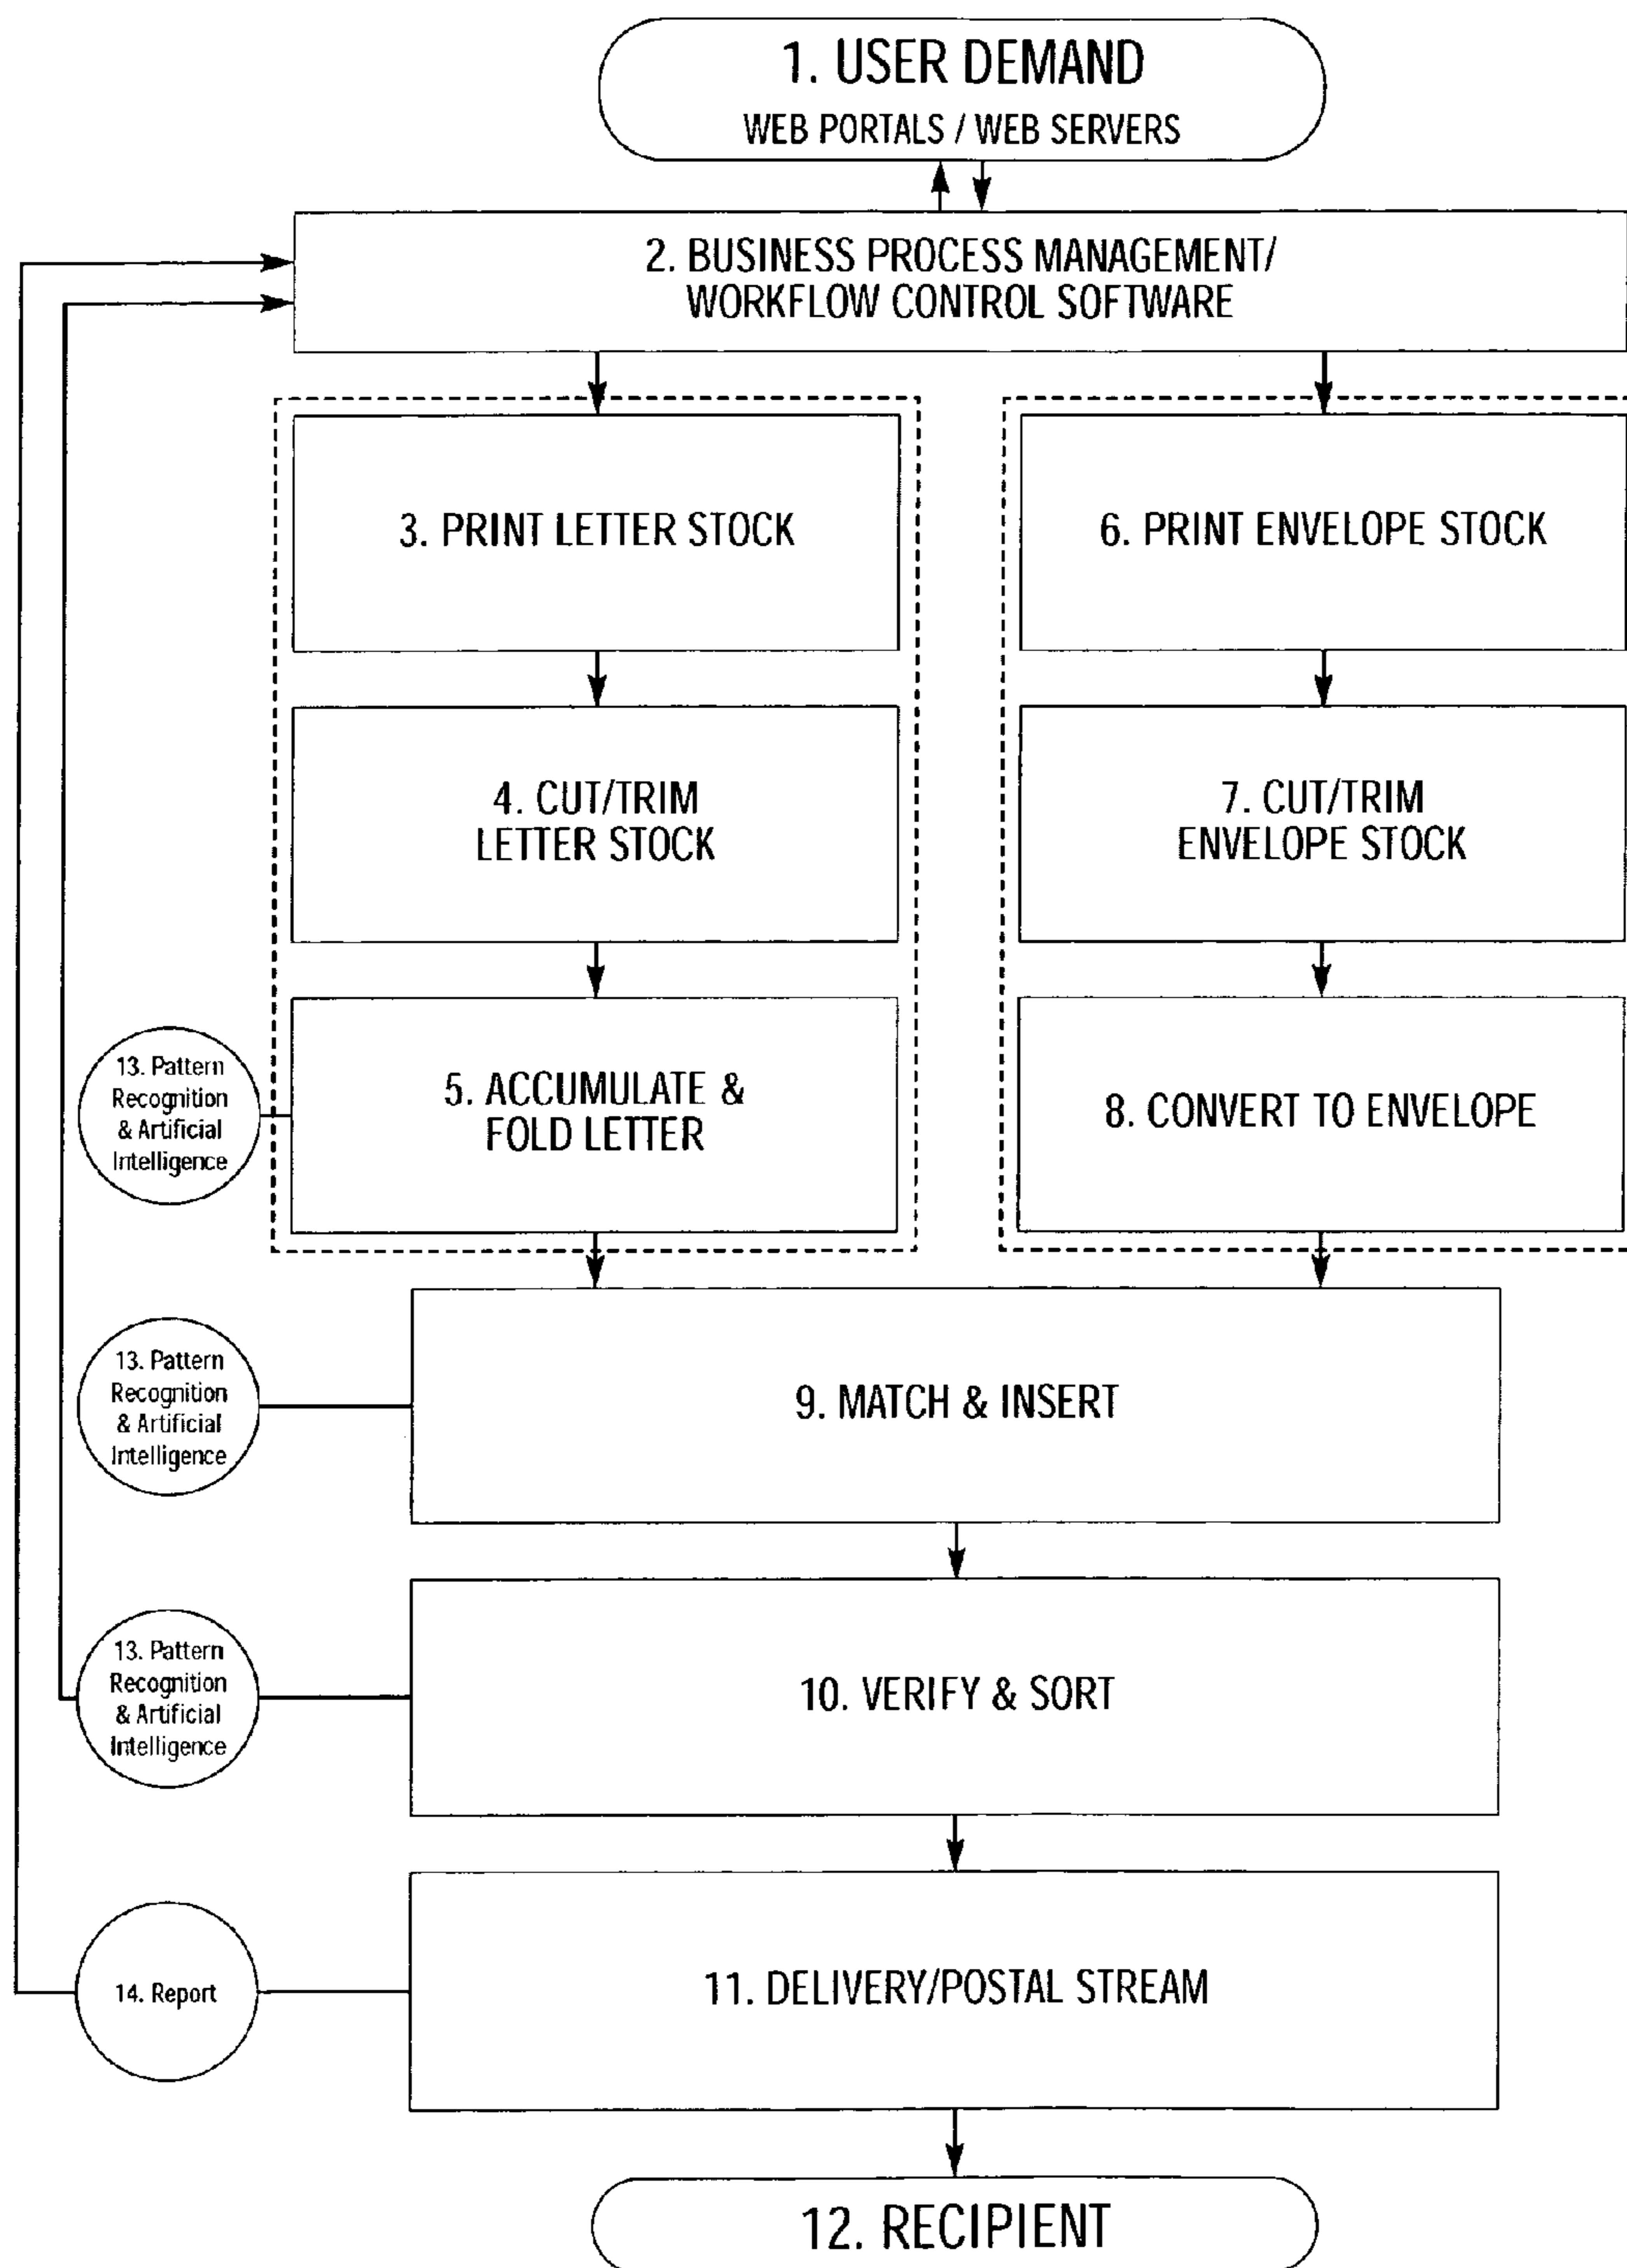 1. USER DEMAND
WEB PORTALS / WEB SERVERS
2. BUSINESS PROCESS MANAGEMENT/
WORKFLOW CONTROL SOFTWARE
3. PRINT LETTER STOCK
6. PRINT ENVELOPE STOCK
4. CUT/TRIM
LETTER STOCK
7. CUT/TRIM
ENVELOPE STOCK
13. Pattern
Recognition
& Artificial
Intelligence
5. ACCUMULATE &
FOLD LETTER
8. CONVERT TO ENVELOPE
13. Pattern
Recognition
& Artificial
Intelligence
9. MATCH & INSERT
13. Pattern
Recognition
& Artificial
Intelligence
10. VERIFY & SORT
14. Report
11. DELIVERY/POSTAL STREAM
12. RECIPIENT